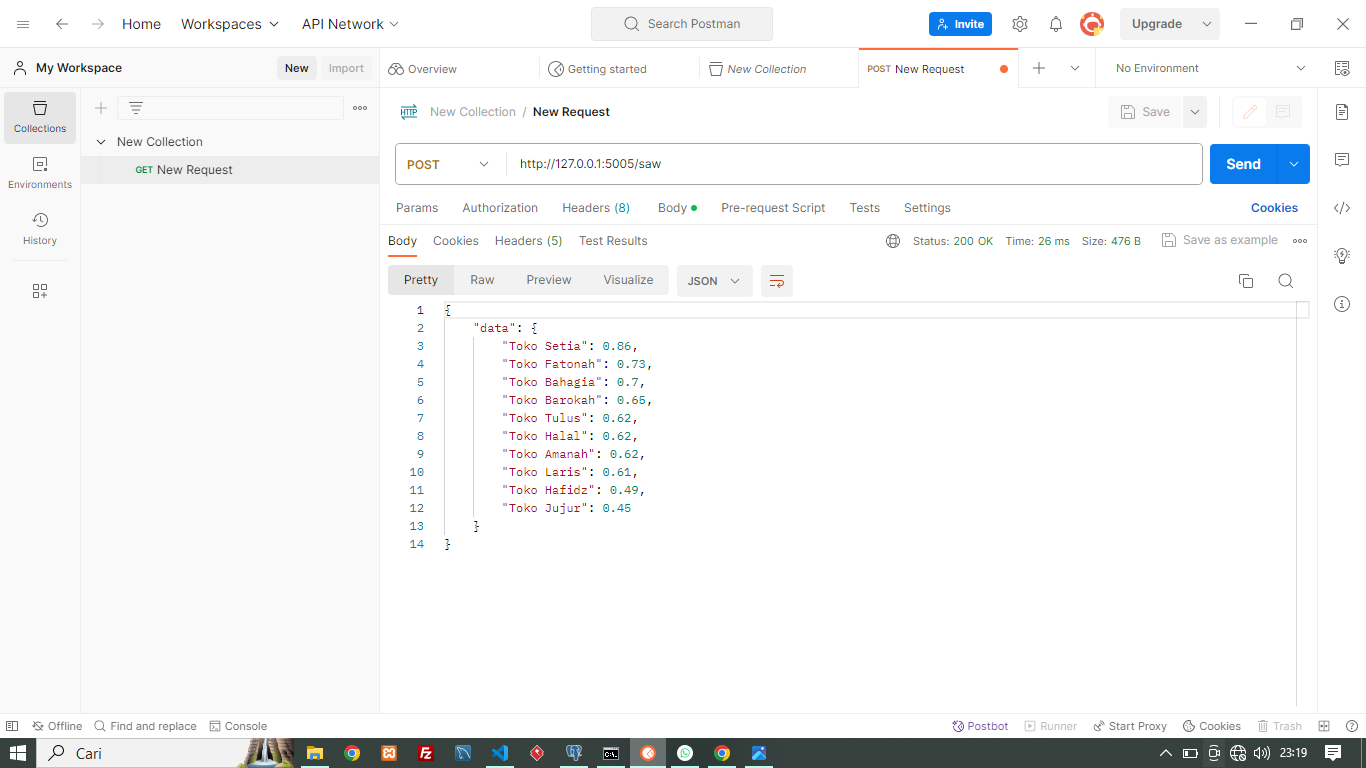 Home Workspaces API Network Search Postman Invite Upgrade
My Workspace New Import Overview Getting started New Collection POST New Request No Environment
Collections
Environments
History
New Collection
GET New Request
HTTP New Collection / New Request Save
POST http://127.0.0.1:5005/saw Send
Params Authorization Headers (8) Body Pre-request Script Tests Settings Cookies
Body Cookies Headers (5) Test Results Status: 200 OK Time: 26 ms Size: 476 B Save as example
Pretty Raw Preview Visualize JSON
1 {
2 "data": {
3 "Toko Setia": 0.86,
4 "Toko Fatonah": 0.73,
5 "Toko Bahagia": 0.7,
6 "Toko Barokah": 0.65,
7 "Toko Tulus": 0.62,
8 "Toko Halal": 0.62,
9 "Toko Amanah": 0.62,
10 "Toko Laris": 0.61,
11 "Toko Hafidz": 0.49,
12 "Toko Jujur": 0.45
13 }
14 }
Offline Find and replace Console Postbot Runner Start Proxy Cookies Trash
Cari 23:19